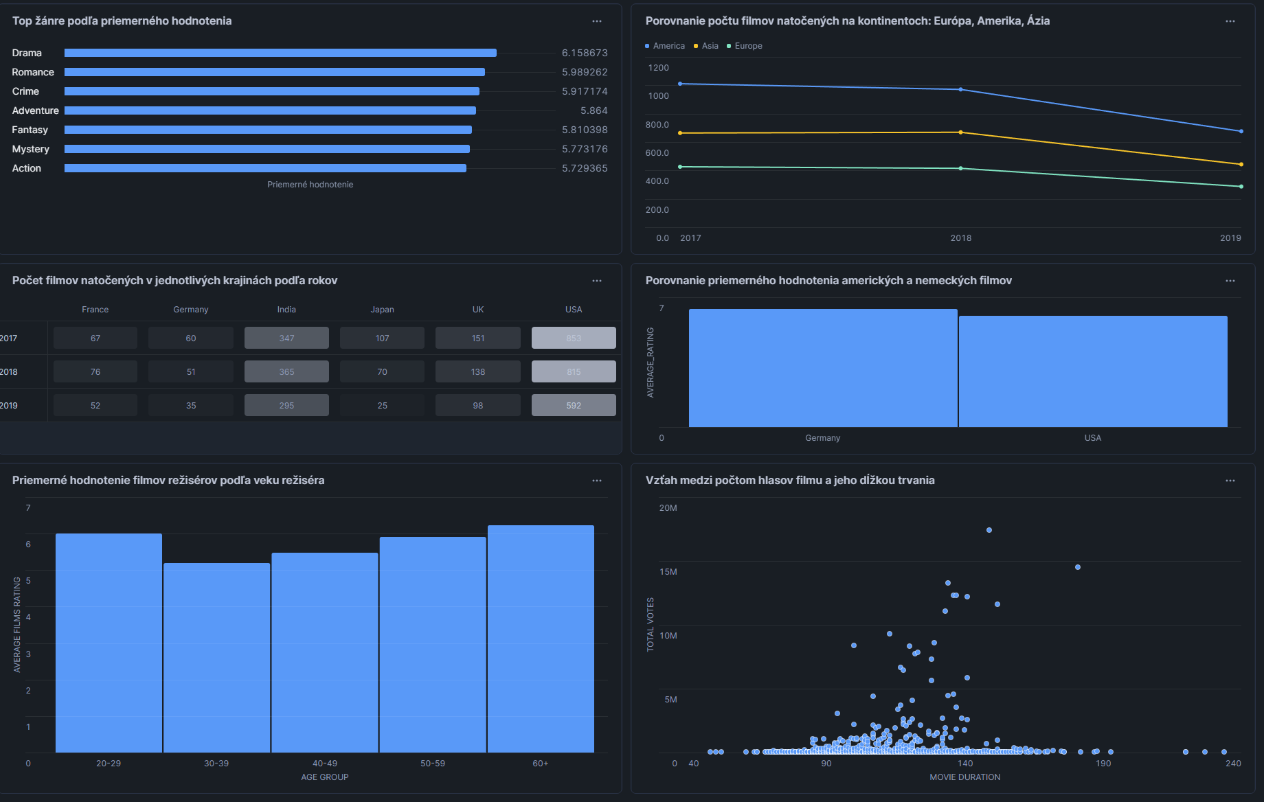 Top žánre podľa priemerného hodnotenia
...
Drama 6.158673
Romance 5.989262
Crime 5.917174
Adventure 5.864
Fantasy 5.810398
Mystery 5.773176
Action 5.729365
Priemerné hodnotenie
Porovnanie počtu filmov natočených na kontinentoch: Európa, Amerika, Ázia
...
America Asia Europe
1200
1000
800.0
600.0
400.0
200.0
0.0 2017 2018 2019
Počet filmov natočených v jednotlivých krajinách podľa rokov
...
France Germany India Japan UK USA
2017 67 60 347 107 151 853
2018 76 51 365 70 138 815
2019 52 35 295 25 98 592
Porovnanie priemerného hodnotenia amerických a nemeckých filmov
...
7
AVERAGE_RATING
0
Germany USA
Priemerné hodnotenie filmov režisérov podľa veku režiséra
...
7
6
5
4
3
2
1
0
AVERAGE FILMS RATING
20-29 30-39 40-49 50-59 60+
AGE GROUP
Vzťah medzi počtom hlasov filmu a jeho dĺžkou trvania
...
20M
15M
10M
5M
0
TOTAL VOTES
40 90 140 190 240
MOVIE DURATION